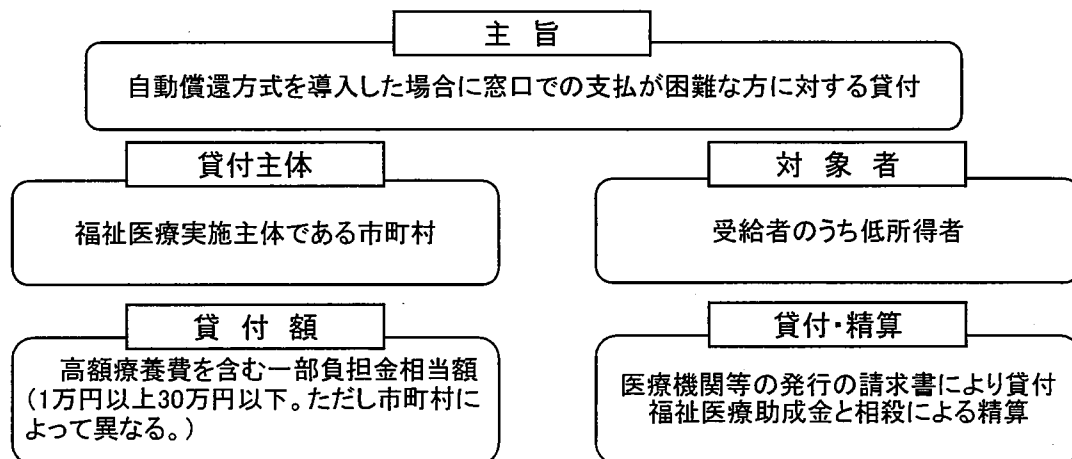 主 旨
自動償還方式を導入した場合に窓口での支払が困難な方に対する貸付
貸付主体
福祉医療実施主体である市町村
対 象 者
受給者のうち低所得者
貸 付 額
高額療養費を含む一部負担金相当額
(1万円以上30万円以下。ただし市町村に
よって異なる。)
貸付・精算
医療機関等の発行の請求書により貸付
福祉医療助成金と相殺による精算